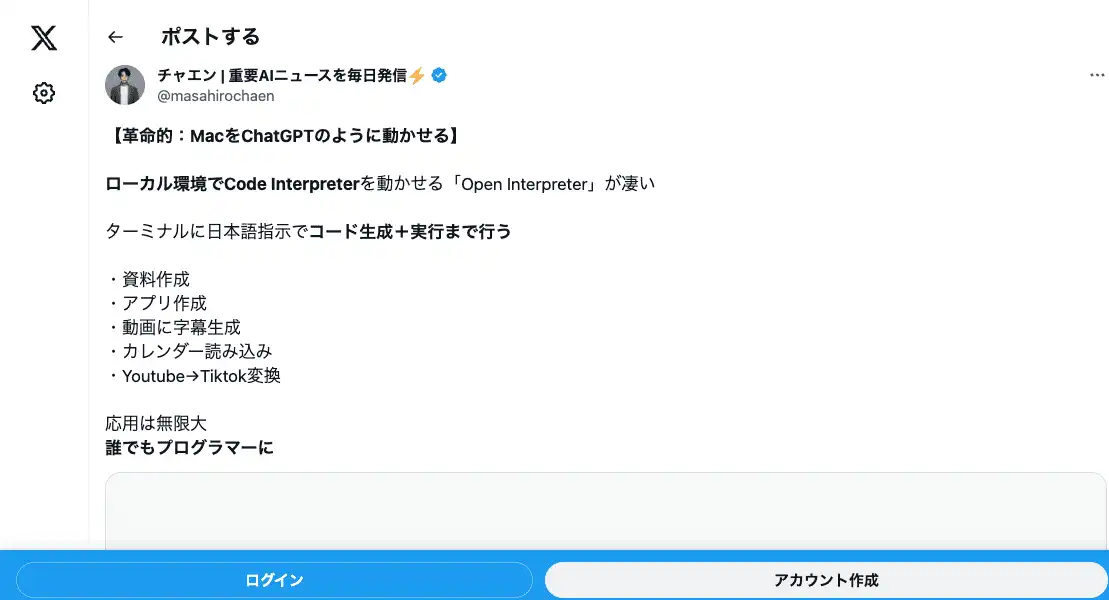 ポストする
チャエン | 重要AIニュースを毎日発信⚡
@masahirochaen
【革命的：MacをChatGPTのように動かせる】
ローカル環境でCode Interpreterを動かせる「Open Interpreter」が凄い
ターミナルに日本語指示でコード生成＋実行まで行う
・資料作成
・アプリ作成
・動画に字幕生成
・カレンダー読み込み
・Youtube→Tiktok変換
応用は無限大
誰でもプログラマーに
ログイン
アカウント作成